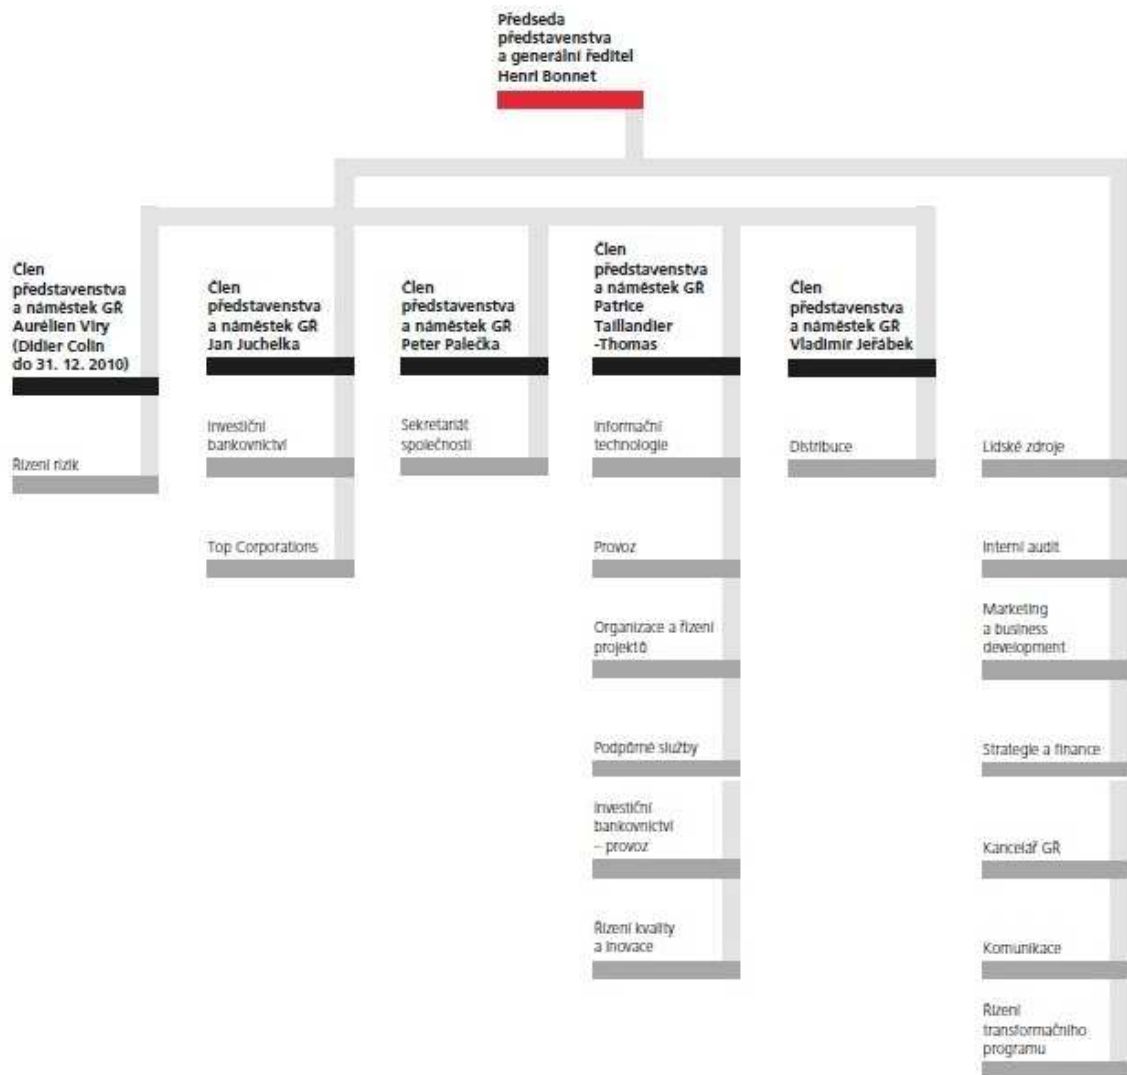 Předseda
představenstva
a generální ředitel
Henri Bonnet
Člen
představenstva
a náměstek GŘ
Aurélien Viry
(Didier Colin
do 31. 12. 2010)
Řízení rizik
Člen
představenstva
a náměstek GŘ
Jan Juchelka
Investiční
bankovnictví
Top Corporations
Člen
představenstva
a náměstek GŘ
Peter Palečka
Sekretariát
společnosti
Člen
představenstva
a náměstek GŘ
Patrice
Taillandier
-Thomas
Informační
technologie
Provoz
Organizace a řízení
projektů
Podpůrné služby
Investiční
bankovnictví
– provoz
Řízení kvality
a inovace
Člen
představenstva
a náměstek GŘ
Vladimír Jeřábek
Distribuce
Lidské zdroje
Interní audit
Marketing
a business
development
Strategie a finance
Kancelář GŘ
Komunikace
Řízení
transformačního
programu